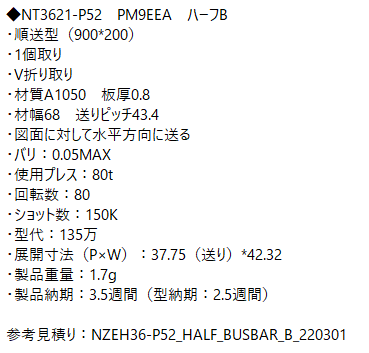 ◆NT3621-P52　PM9EEA　ハーフB
・順送型（900*200）
・1個取り
・V折り取り
・材質A1050　板厚0.8
・材幅68　送りピッチ43.4
・図面に対して水平方向に送る
・バリ：0.05MAX
・使用プレス：80t
・回転数：80
・ショット数：150K
・型代：135万
・展開寸法（P×W）：37.75（送り）*42.32
・製品重量：1.7g
・製品納期：3.5週間（型納期：2.5週間）
参考見積り：NZEH36-P52_HALF_BUSBAR_B_220301